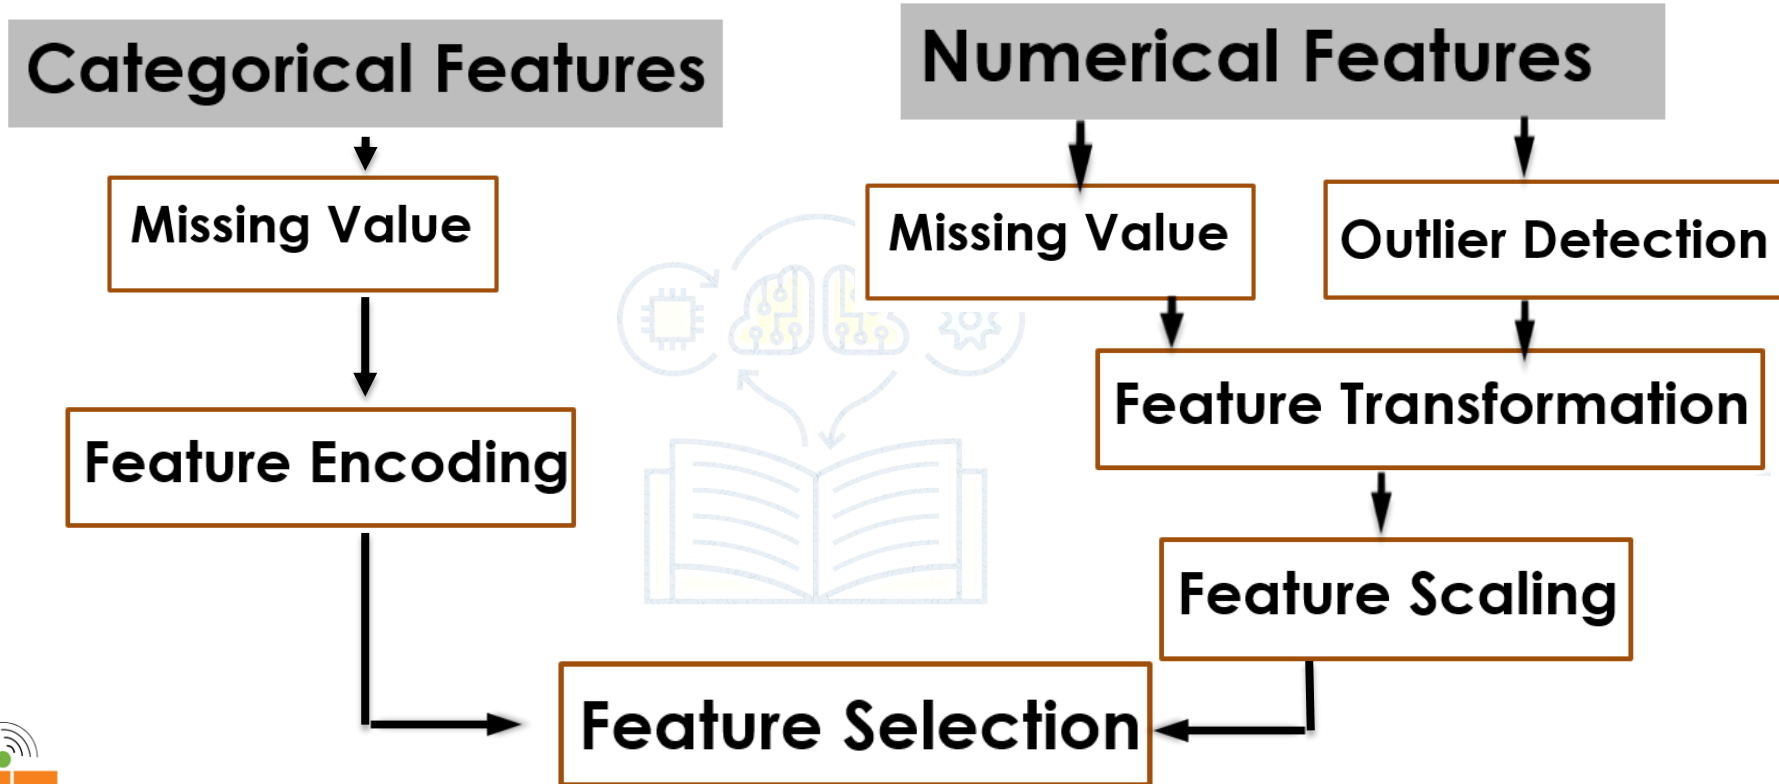 Categorical Features
Numerical Features
Missing Value
Missing Value
Outlier Detection
Feature Encoding
Feature Transformation
Feature Scaling
Feature Selection